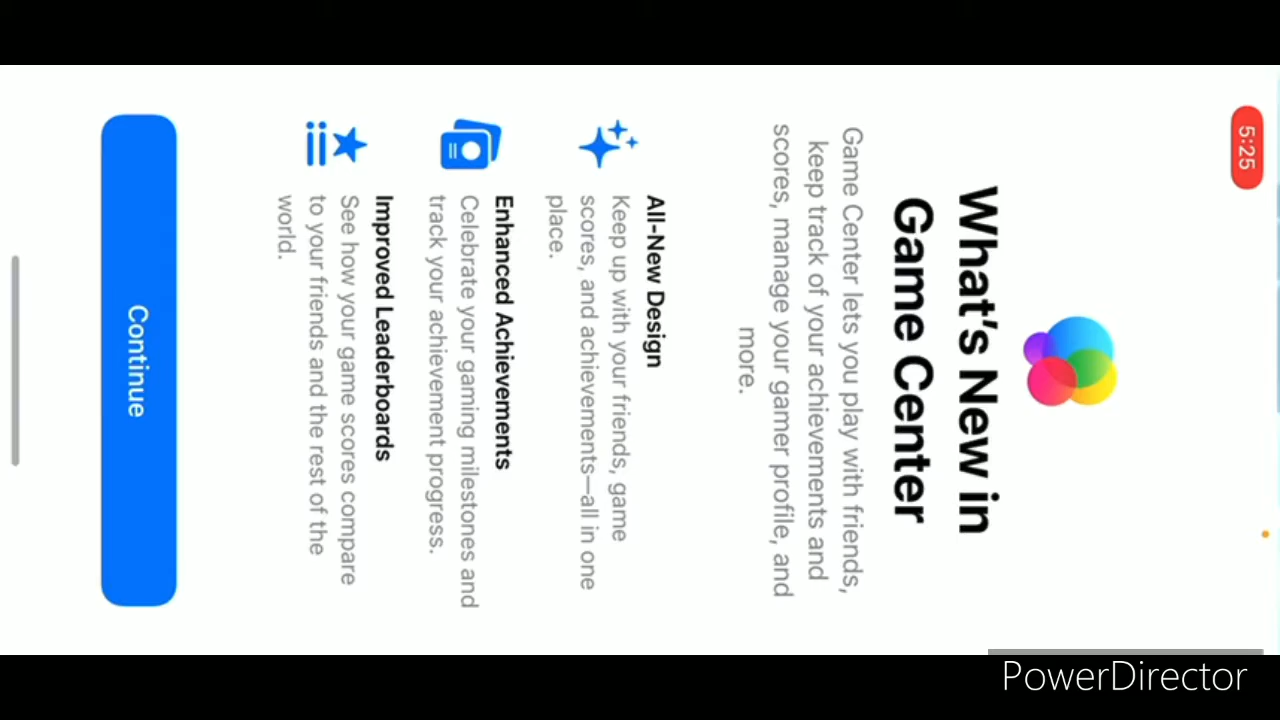 5:25
What's New in
Game Center
Game Center lets you play with friends,
keep track of your achievements and
scores, manage your gamer profile, and
more.
All-New Design
Keep up with your friends, game
scores, and achievements—all in one
place.
Enhanced Achievements
Celebrate your gaming milestones and
track your achievement progress.
Improved Leaderboards
See how your game scores compare
to your friends and the rest of the
world.
Continue
PowerDirector